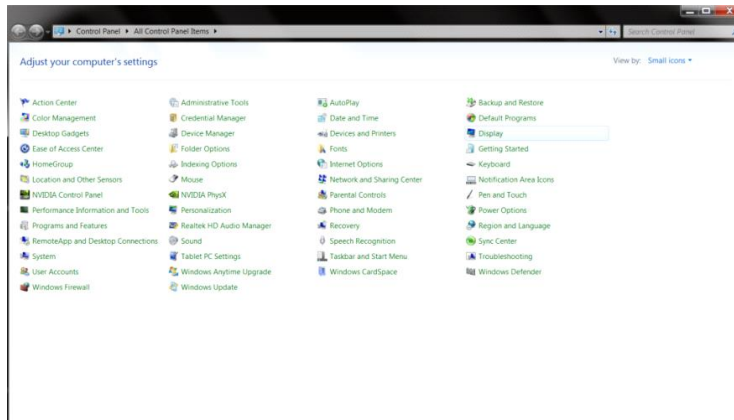 Control Panel ▸ All Control Panel Items ▸
Search Control Panel
Adjust your computer's settings
View by: Small icons
Action Center
Administrative Tools
AutoPlay
Backup and Restore
Color Management
Credential Manager
Date and Time
Default Programs
Desktop Gadgets
Device Manager
Devices and Printers
Display
Ease of Access Center
Folder Options
Fonts
Getting Started
HomeGroup
Indexing Options
Internet Options
Keyboard
Location and Other Sensors
Mouse
Network and Sharing Center
Notification Area Icons
NVIDIA Control Panel
NVIDIA PhysX
Parental Controls
Pen and Touch
Performance Information and Tools
Personalization
Phone and Modem
Power Options
Programs and Features
Realtek HD Audio Manager
Recovery
Region and Language
RemoteApp and Desktop Connections
Sound
Speech Recognition
Sync Center
System
Tablet PC Settings
Taskbar and Start Menu
Troubleshooting
User Accounts
Windows Anytime Upgrade
Windows CardSpace
Windows Defender
Windows Firewall
Windows Update